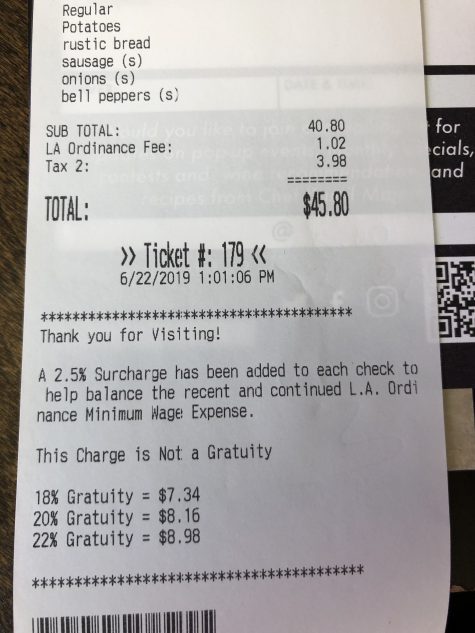 Regular
Potatoes
rustic bread
sausage (s)
onions (s)
bell peppers (s)
SUB TOTAL: 40.80
LA Ordinance Fee: 1.02
Tax 2: 3.98
========
TOTAL: $45.80
>> Ticket #: 179 <<
6/22/2019 1:01:06 PM
****************************************
Thank you for Visiting!
A 2.5% Surcharge has been added to each check to
help balance the recent and continued L.A. Ordi
nance Minimum Wage Expense.
This Charge is Not a Gratuity
18% Gratuity = $7.34
20% Gratuity = $8.16
22% Gratuity = $8.98
****************************************
for
ecials,
and